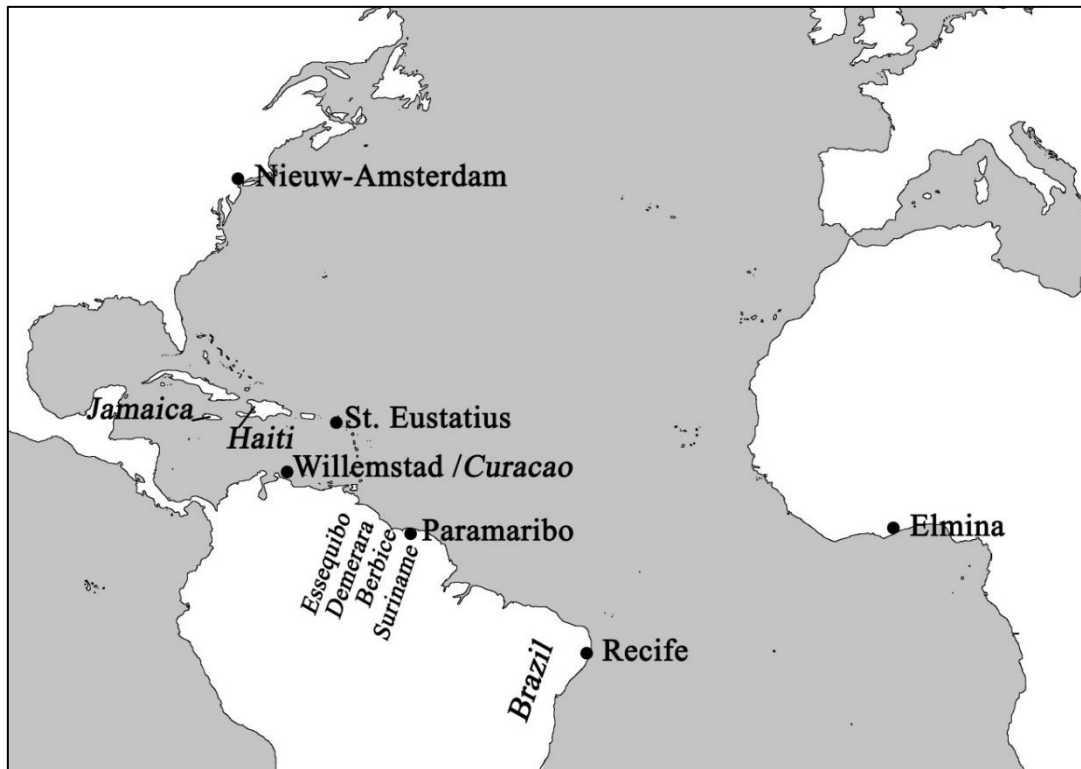 Nieuw-Amsterdam
Jamaica
Haiti
St. Eustatius
Willemstad /Curacao
Paramaribo
Essequibo
Demerara
Berbice
Suriname
Elmina
Recife
Brazil